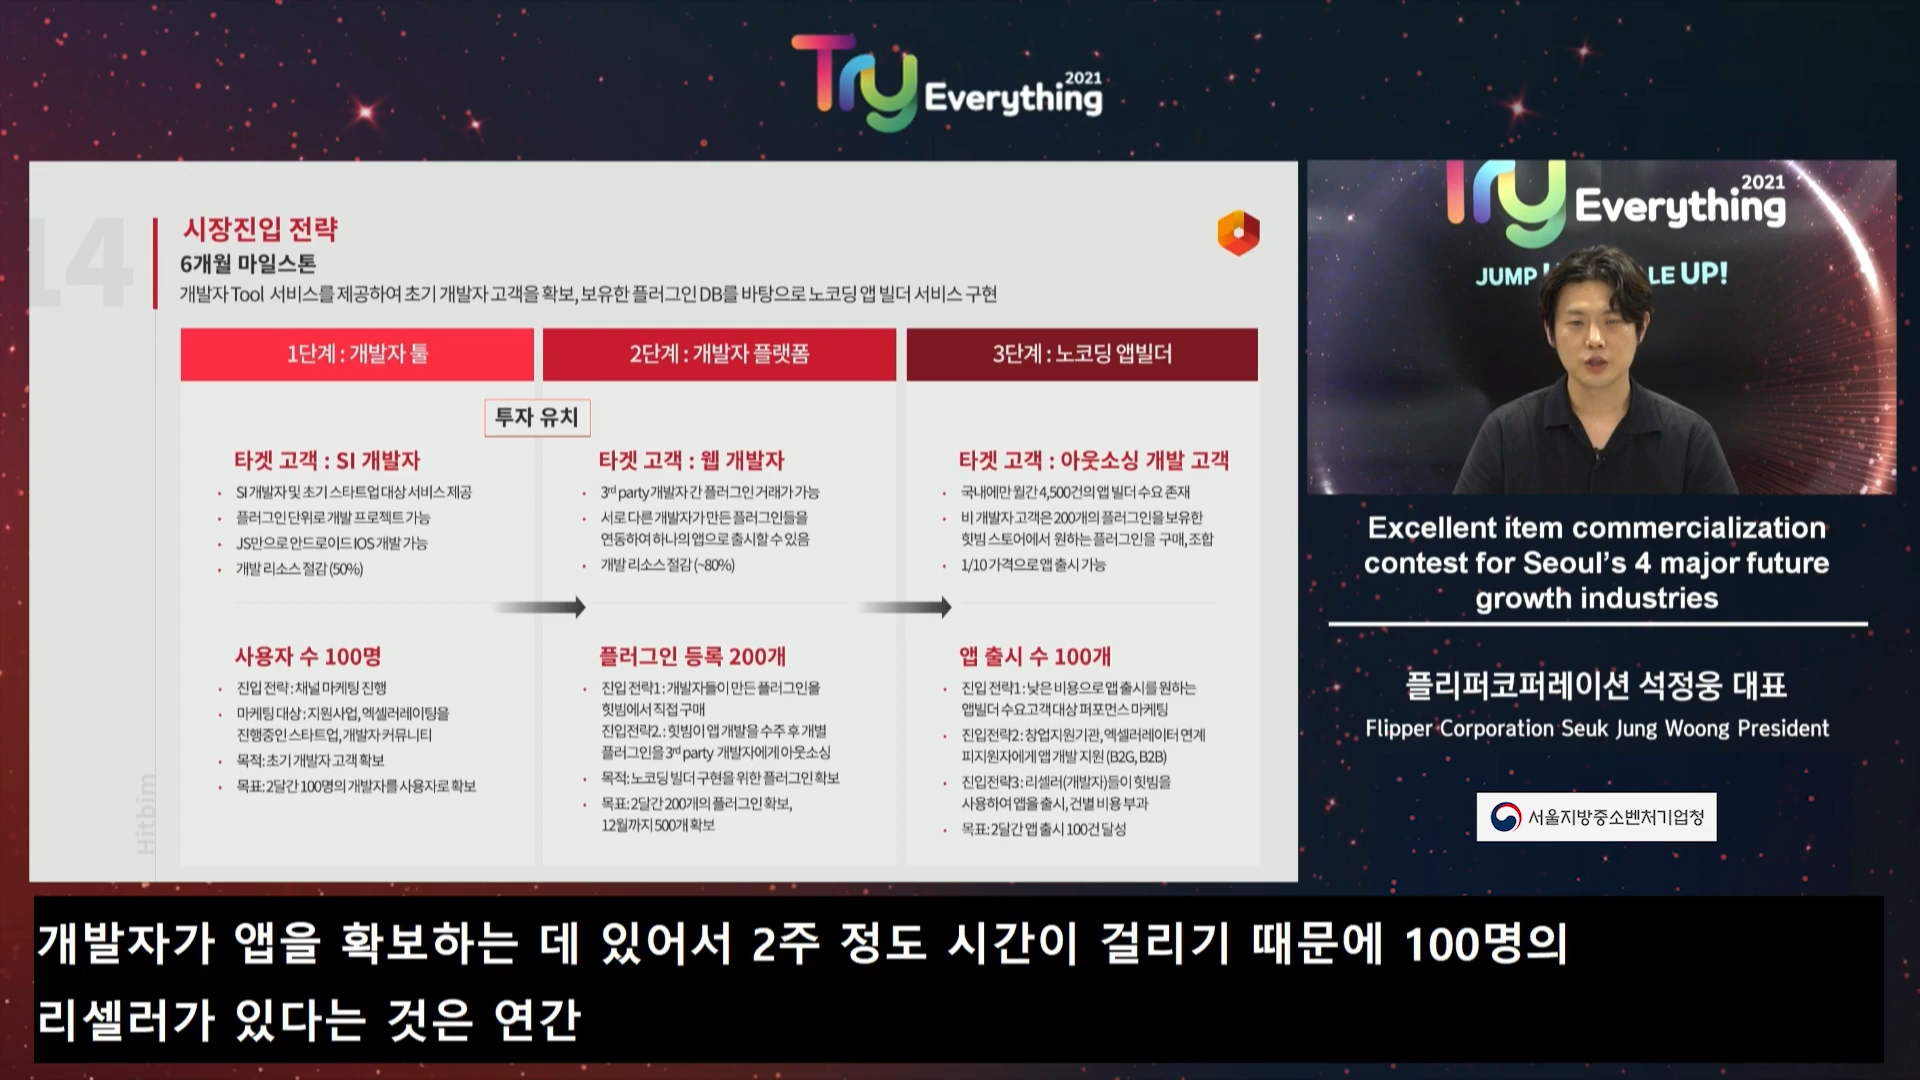 Try Everything 2021
14
시장진입 전략
6개월 마일스톤
개발자 Tool 서비스를 제공하여 초기 개발자 고객을 확보, 보유한 플러그인 DB를 바탕으로 노코딩 앱 빌더 서비스 구현
1단계 : 개발자 툴
2단계 : 개발자 플랫폼
3단계 : 노코딩 앱빌더
투자 유치
타겟 고객 : SI 개발자
• SI 개발자 및 초기 스타트업 대상 서비스 제공
• 플러그인 단위로 개발 프로젝트 가능
• JS만으로 안드로이드 IOS 개발 가능
• 개발 리소스 절감 (50%)
사용자 수 100명
• 진입 전략 : 채널 마케팅 진행
• 마케팅 대상 : 지원사업, 엑셀러레이팅을
진행중인 스타트업, 개발자 커뮤니티
• 목적: 초기 개발자 고객 확보
• 목표: 2달간 100명의 개발자를 사용자로 확보
타겟 고객 : 웹 개발자
• 3rd party 개발자 간 플러그인 거래가 가능
• 서로 다른 개발자가 만든 플러그인들을
연동하여 하나의 앱으로 출시할 수 있음
• 개발 리소스 절감 (~80%)
플러그인 등록 200개
• 진입 전략1 : 개발자들이 만든 플러그인을
힛빔에서 직접 구매
진입전략2. : 힛빔이 앱 개발을 수주 후 개별
플러그인을 3rd party 개발자에게 아웃소싱
• 목적: 노코딩 빌더 구현을 위한 플러그인 확보
• 목표: 2달간 200개의 플러그인 확보,
12월까지 500개 확보
타겟 고객 : 아웃소싱 개발 고객
• 국내에만 월간 4,500건의 앱 빌더 수요 존재
• 비 개발자 고객은 200개의 플러그인을 보유한
힛빔 스토어에서 원하는 플러그인을 구매, 조합
• 1/10 가격으로 앱 출시 가능
앱 출시 수 100개
• 진입 전략1 : 낮은 비용으로 앱 출시를 원하는
앱빌더 수요고객 대상 퍼포먼스 마케팅
• 진입전략2 : 창업지원기관, 엑셀러레이터 연계
피지원자에게 앱 개발 지원 (B2G, B2B)
• 진입전략3 : 리셀러(개발자)들이 힛빔을
사용하여 앱을 출시, 건별 비용 부과
• 목표: 2달간 앱 출시 100건 달성
Hitbim
Try Everything 2021
JUMP U LE UP!
Excellent item commercialization
contest for Seoul's 4 major future
growth industries
플리퍼코퍼레이션 석정웅 대표
Flipper Corporation Seuk Jung Woong President
서울지방중소벤처기업청
개발자가 앱을 확보하는 데 있어서 2주 정도 시간이 걸리기 때문에 100명의
리셀러가 있다는 것은 연간